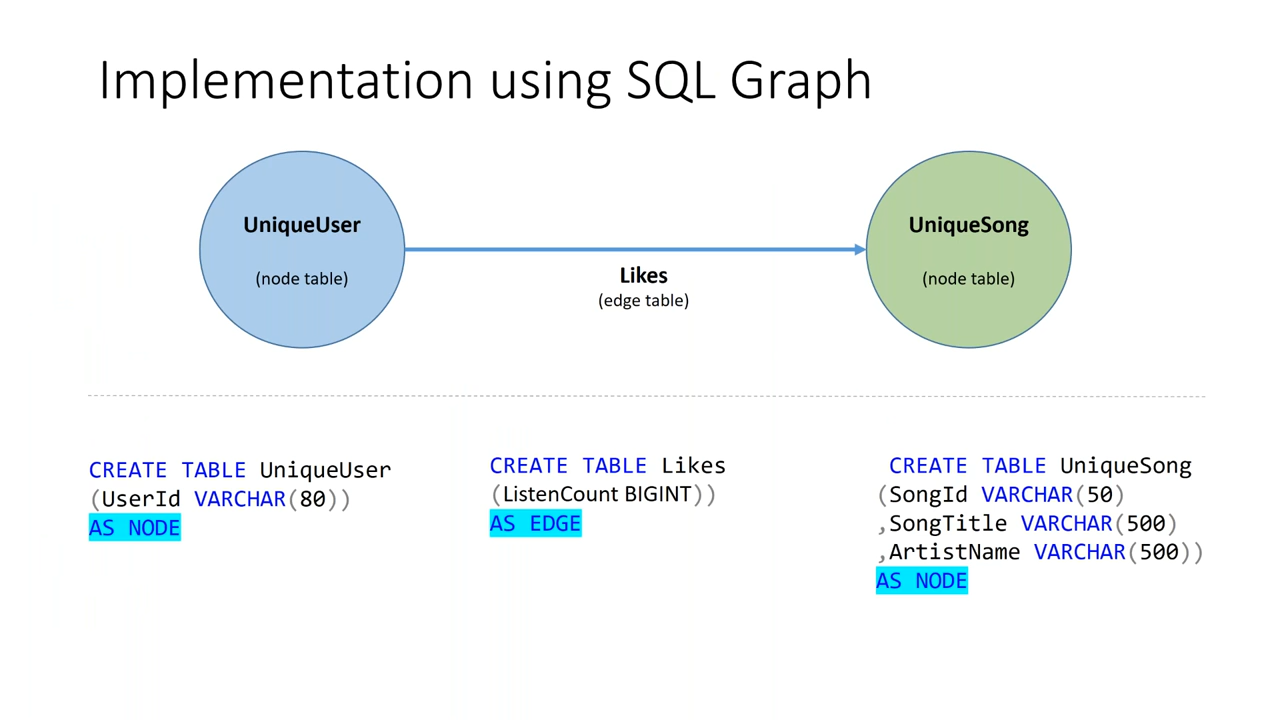 Implementation using SQL Graph
UniqueUser
(node table)
Likes
(edge table)
UniqueSong
(node table)
CREATE TABLE UniqueUser
(UserId VARCHAR(80))
AS NODE
CREATE TABLE Likes
(ListenCount BIGINT))
AS EDGE
CREATE TABLE UniqueSong
(SongId VARCHAR(50)
,SongTitle VARCHAR(500)
,ArtistName VARCHAR(500))
AS NODE